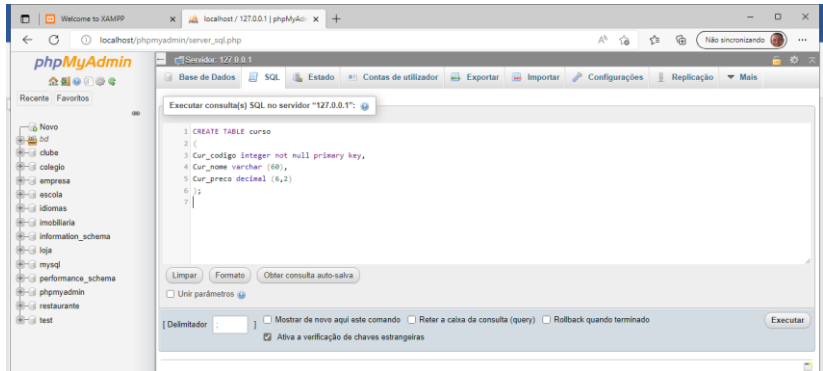 Welcome to XAMPP
localhost / 127.0.0.1 | phpMyAdm
localhost/phpmyadmin/server_sql.php
Não sincronizando
phpMyAdmin
Recente Favoritos
Novo
bd
clube
colegio
empresa
escola
idiomas
imobiliaria
information_schema
loja
mysql
performance_schema
phpmyadmin
restaurante
test
Servidor: 127.0.0.1
Base de Dados SQL Estado Contas de utilizador Exportar Importar Configurações Replicação Mais
Executar consulta(s) SQL no servidor "127.0.0.1":
1 CREATE TABLE curso
2 (
3 Cur_codigo integer not null primary key,
4 Cur_nome varchar (60),
5 Cur_preco decimal (6,2)
6 );
7
Limpar Formato Obter consulta auto-salva
Unir parâmetros
[ Delimitador ; ] Mostrar de novo aqui este comando Reter a caixa da consulta (query) Rollback quando terminado
Ativa a verificação de chaves estrangeiras
Executar